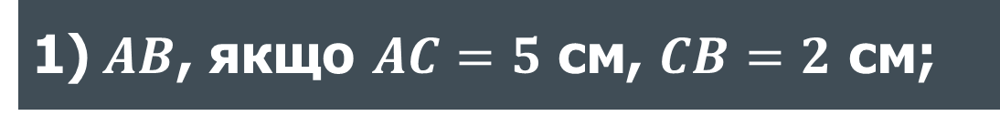 1) AB, якщо AC = 5 см, CB = 2 см;